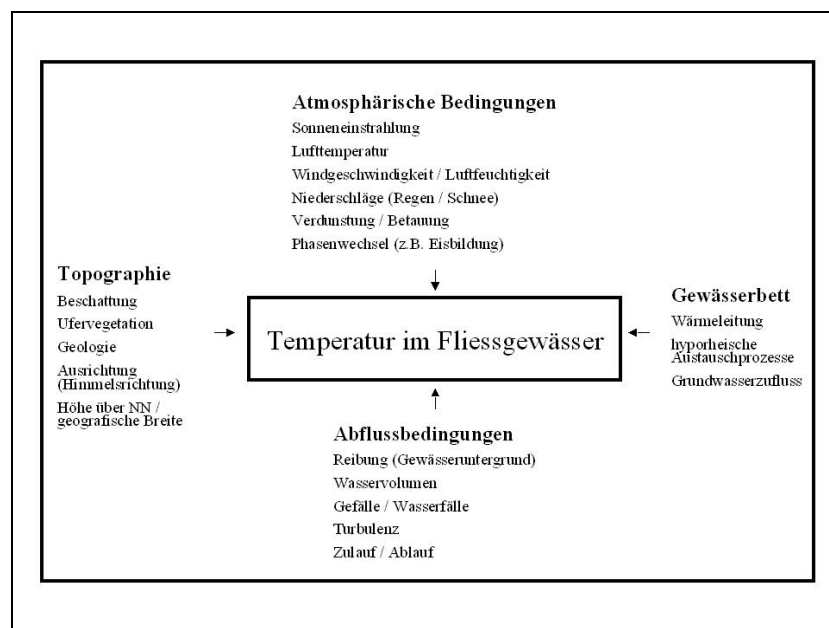 Atmosphärische Bedingungen
Sonneneinstrahlung
Lufttemperatur
Windgeschwindigkeit / Luftfeuchtigkeit
Niederschläge (Regen / Schnee)
Verdunstung / Betauung
Phasenwechsel (z.B. Eisbildung)
Topographie
Beschattung
Ufervegetation
Geologie
Ausrichtung
(Himmelsrichtung)
Höhe über NN /
geografische Breite
Temperatur im Fliessgewässer
Gewässerbett
Wärmeleitung
hyporheische
Austauschprozesse
Grundwasserzufluss
Abflussbedingungen
Reibung (Gewässeruntergrund)
Wasservolumen
Gefälle / Wasserfälle
Turbulenz
Zulauf / Ablauf